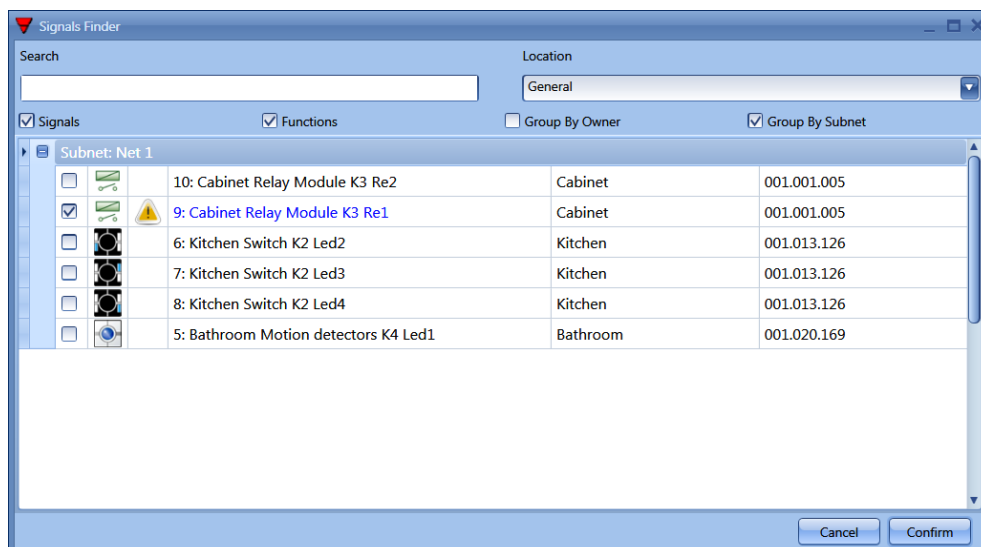 Signals Finder
Search Location
General
Signals Functions Group By Owner Group By Subnet
Subnet: Net 1
10: Cabinet Relay Module K3 Re2 Cabinet 001.001.005
9: Cabinet Relay Module K3 Re1 Cabinet 001.001.005
6: Kitchen Switch K2 Led2 Kitchen 001.013.126
7: Kitchen Switch K2 Led3 Kitchen 001.013.126
8: Kitchen Switch K2 Led4 Kitchen 001.013.126
5: Bathroom Motion detectors K4 Led1 Bathroom 001.020.169
Cancel Confirm